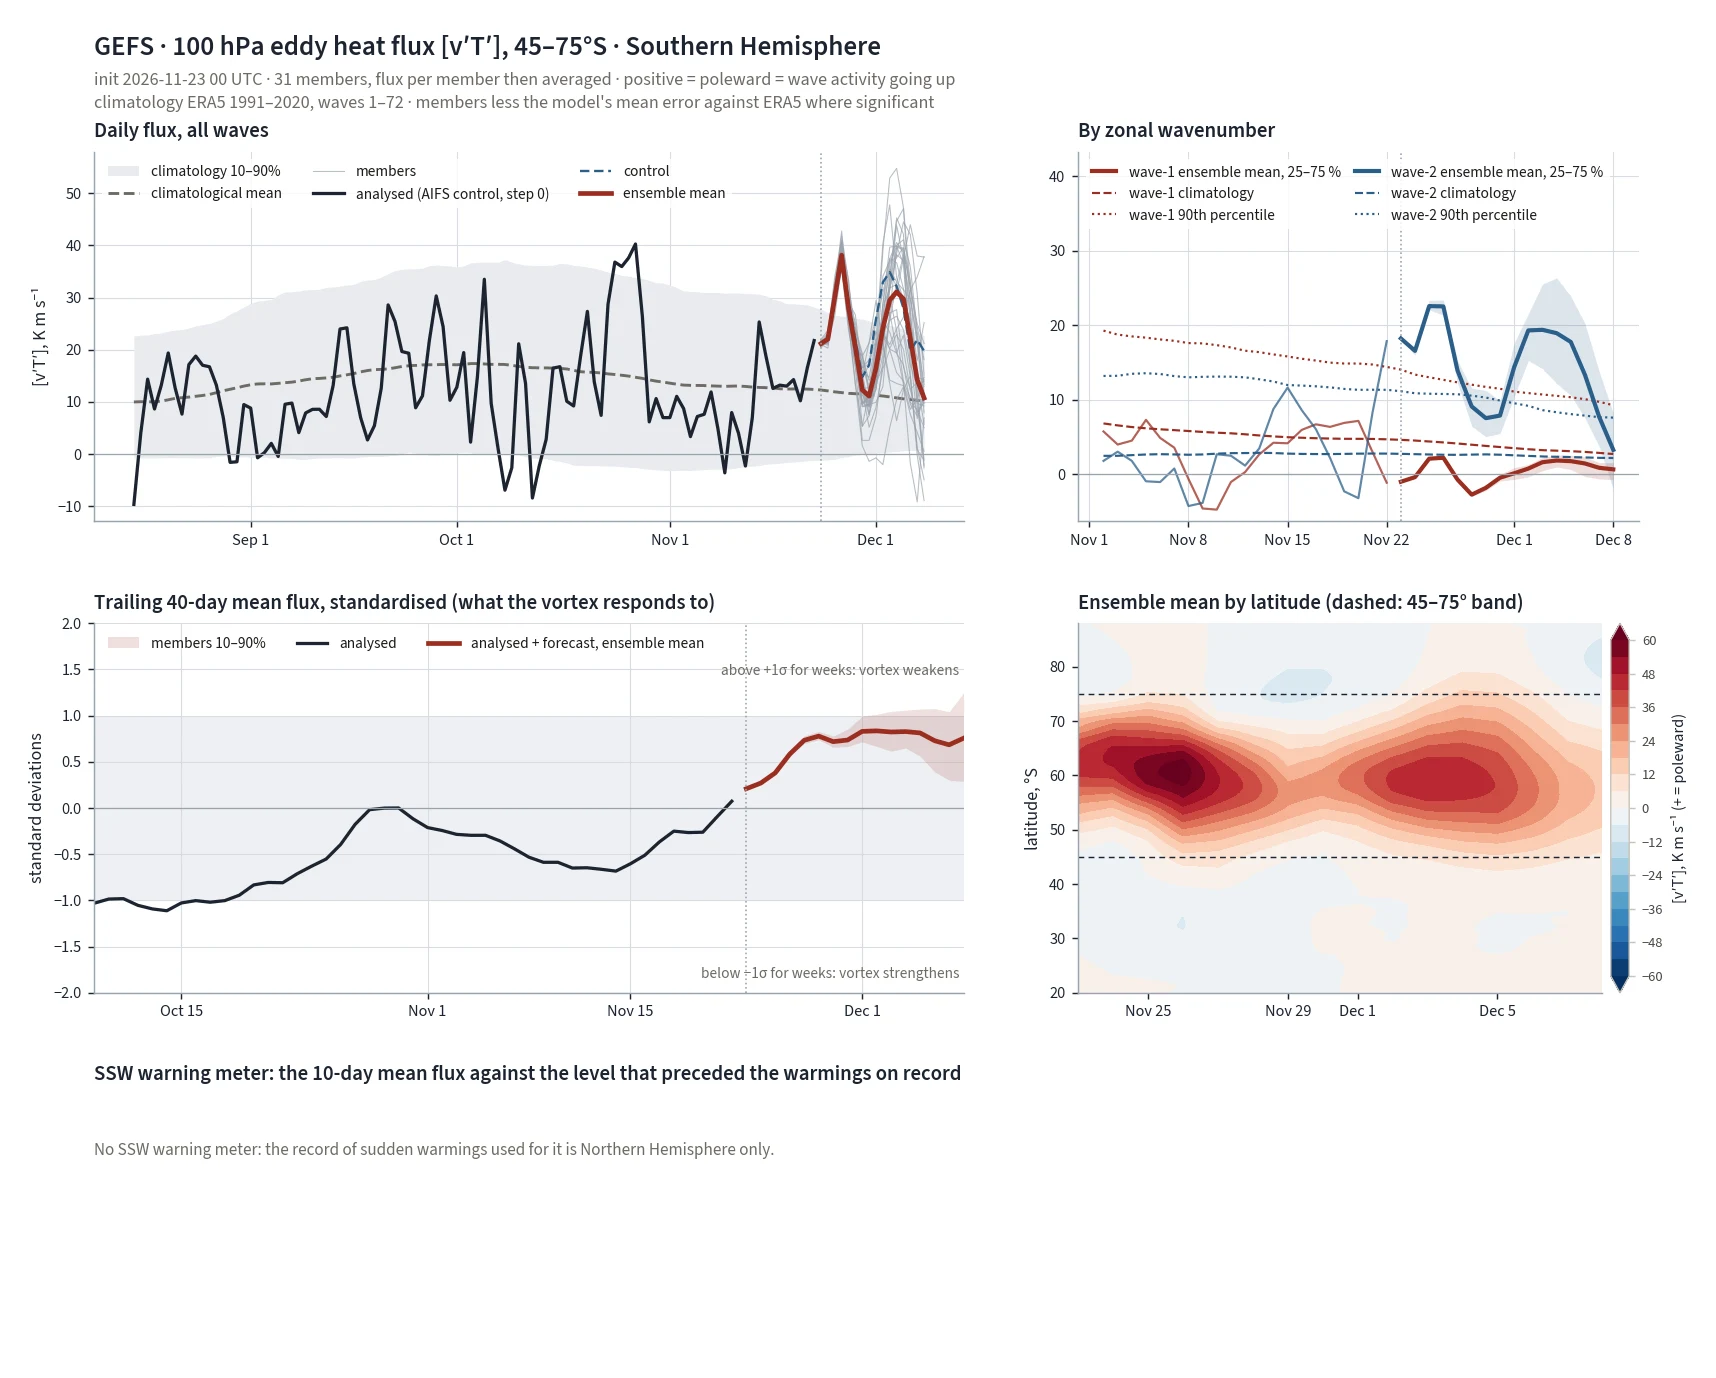 GEFS · 100 hPa eddy heat flux [v′T′], 45–75°S · Southern Hemisphere
init 2026-11-23 00 UTC · 31 members, flux per member then averaged · positive = poleward = wave activity going up
climatology ERA5 1991–2020, waves 1–72 · members less the model's mean error against ERA5 where significant
Daily flux, all waves
climatology 10–90%
members
control
climatological mean
analysed (AIFS control, step 0)
ensemble mean
50
40
30
20
10
0
−10
[v′T′], K m s⁻¹
Sep 1
Oct 1
Nov 1
Dec 1
By zonal wavenumber
wave-1 ensemble mean, 25–75 %
wave-2 ensemble mean, 25–75 %
wave-1 climatology
wave-2 climatology
wave-1 90th percentile
wave-2 90th percentile
40
30
20
10
0
Nov 1
Nov 8
Nov 15
Nov 22
Dec 1
Dec 8
Trailing 40-day mean flux, standardised (what the vortex responds to)
members 10–90%
analysed
analysed + forecast, ensemble mean
above +1σ for weeks: vortex weakens
below −1σ for weeks: vortex strengthens
2.0
1.5
1.0
0.5
0.0
−0.5
−1.0
−1.5
−2.0
standard deviations
Oct 15
Nov 1
Nov 15
Dec 1
Ensemble mean by latitude (dashed: 45–75° band)
80
70
60
50
40
30
20
latitude, °S
Nov 25
Nov 29
Dec 1
Dec 5
60
48
36
24
12
0
−12
−24
−36
−48
−60
[v′T′], K m s⁻¹ (+ = poleward)
SSW warning meter: the 10-day mean flux against the level that preceded the warmings on record
No SSW warning meter: the record of sudden warmings used for it is Northern Hemisphere only.